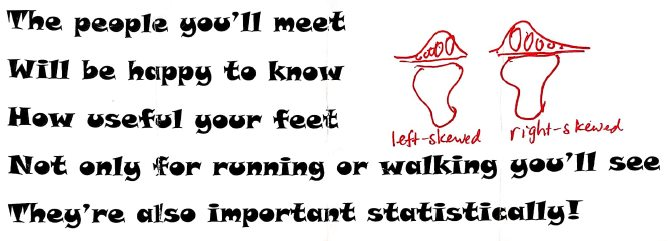 The people you'll meet
Will be happy to know
How useful your feet
left-skewed
right-skewed
Not only for running or walking you'll see
They're also important statistically!